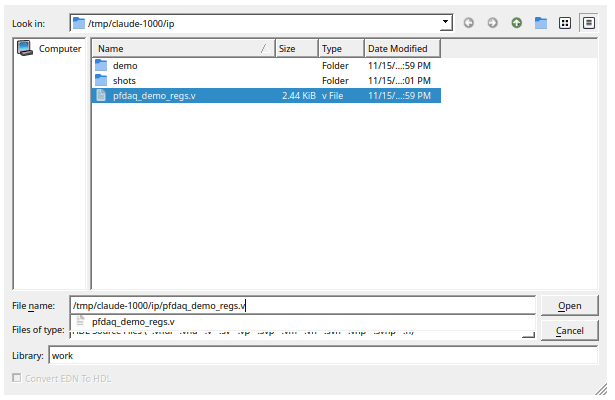 Look in: /tmp/claude-1000/ip
Computer
Name / Size Type Date Modified
demo Folder 11/15/...:59 PM
shots Folder 11/15/...:01 PM
pfdaq_demo_regs.v 2.44 KiB v File 11/15/...:59 PM
File name: /tmp/claude-1000/ip/pfdaq_demo_regs.v Open
pfdaq_demo_regs.v
Files of type: Cancel
Library: work
Convert EDN To HDL